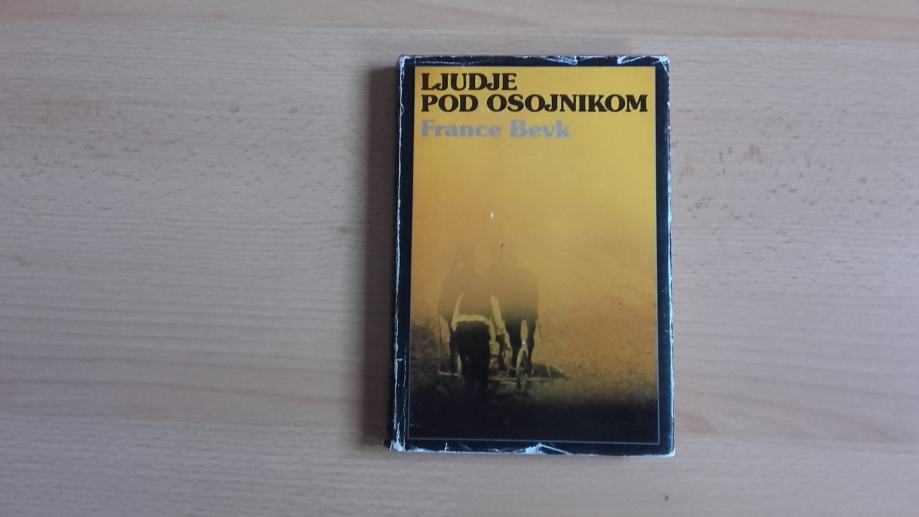 LJUDJE
POD OSOJNIKOM
France Bevk